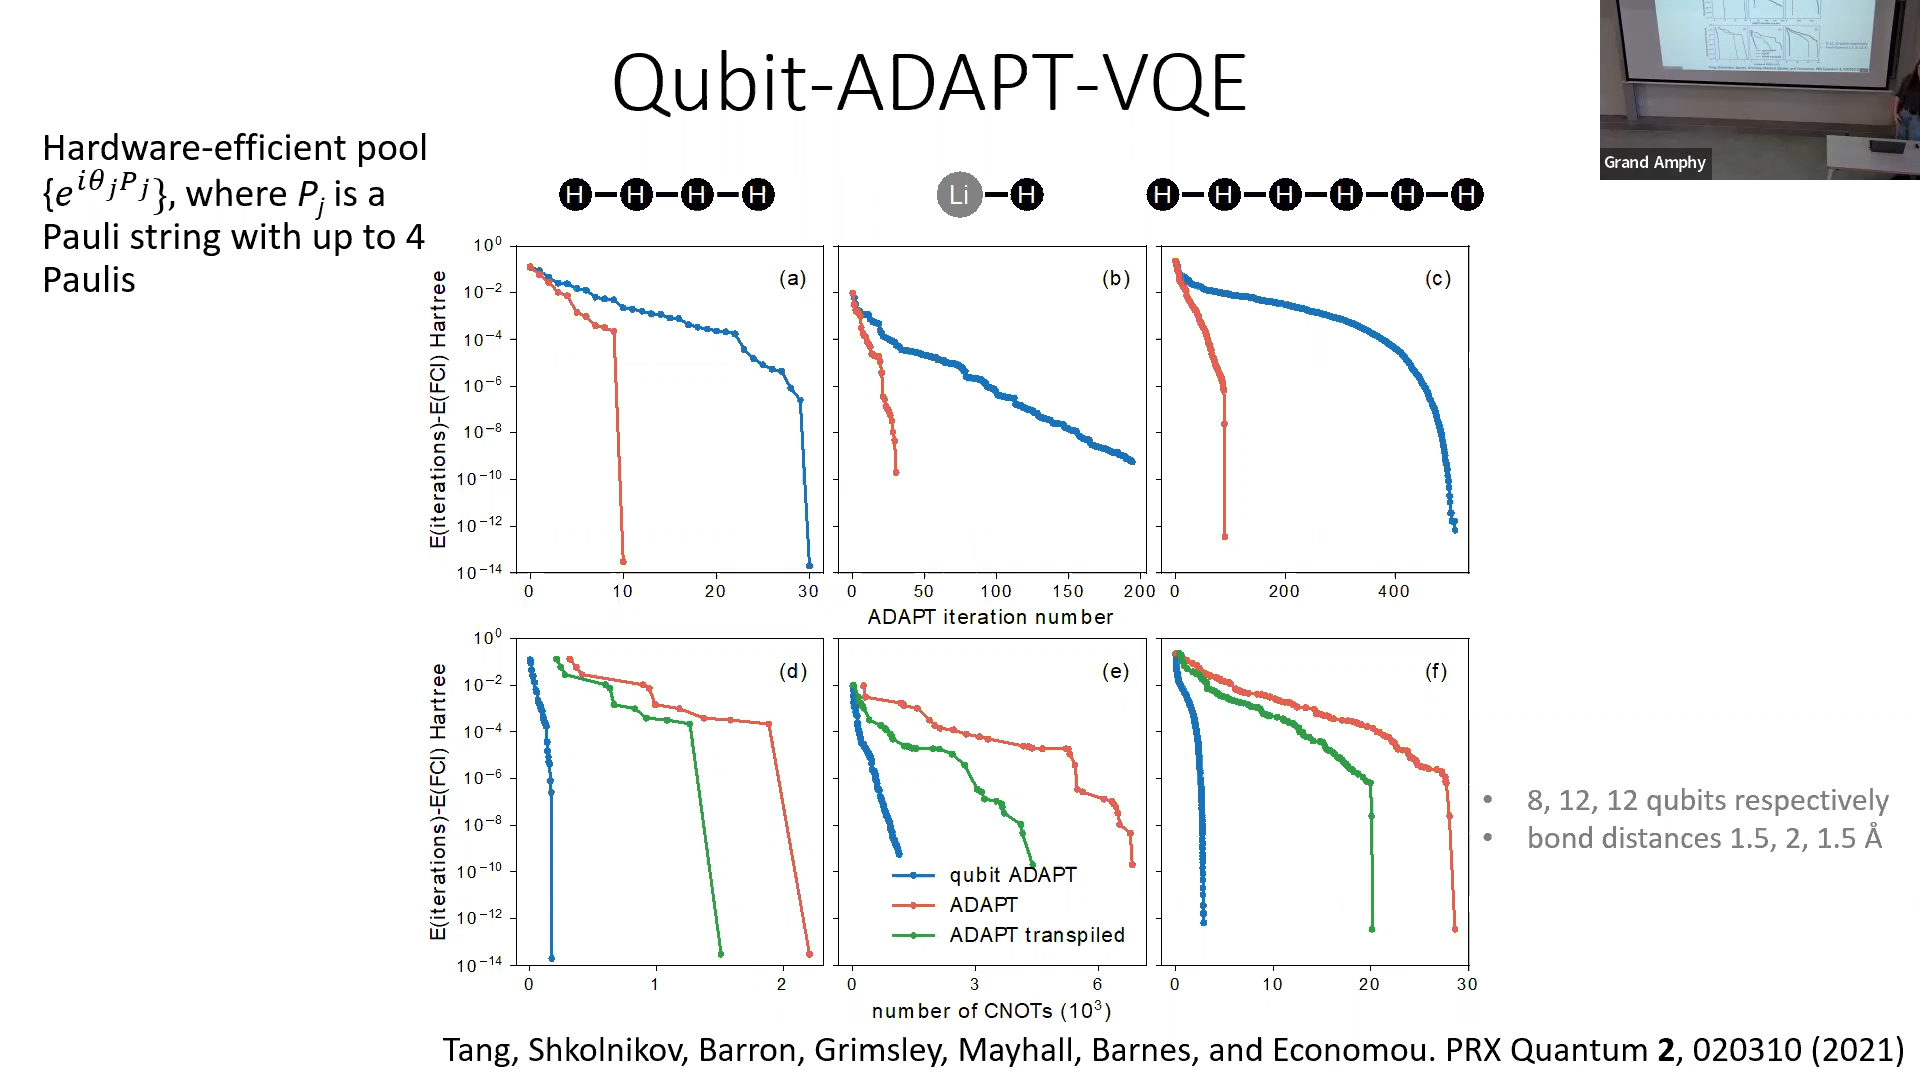 Qubit-ADAPT-VQE
Grand Amphy
Hardware-efficient pool
{e^{iθ_jP_j}}, where P_j is a
Pauli string with up to 4
Paulis
H H H H
Li H
H H H H H H
E(iterations)-E(FCI) Hartree
10^0
10^−2
10^−4
10^−6
10^−8
10^−10
10^−12
10^−14
(a)
(b)
(c)
0 10 20 30
0 50 100 150 200
0 200 400
ADAPT iteration number
E(iterations)-E(FCI) Hartree
10^0
10^−2
10^−4
10^−6
10^−8
10^−10
10^−12
10^−14
(d)
(e)
(f)
qubit ADAPT
ADAPT
ADAPT transpiled
0 1 2
0 3 6
0 10 20 30
number of CNOTs (10^3)
• 8, 12, 12 qubits respectively
• bond distances 1.5, 2, 1.5 Å
Tang, Shkolnikov, Barron, Grimsley, Mayhall, Barnes, and Economou. PRX Quantum 2, 020310 (2021)